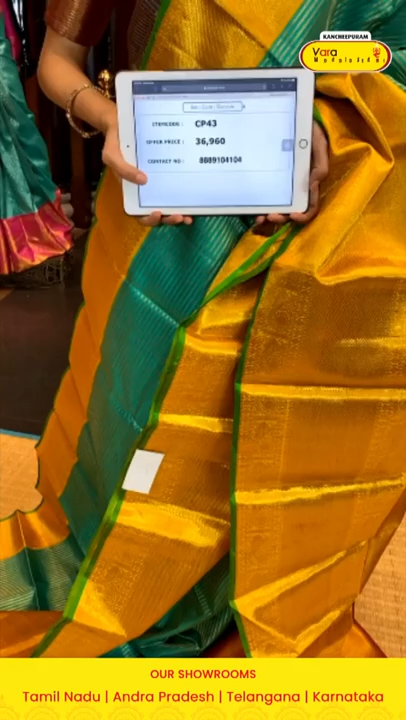 KANCHEEPURAM
Vara
ITEMCODE : CP43
OFFER PRICE : 36,960
CONTACT NO : 8089104104
OUR SHOWROOMS
Tamil Nadu | Andra Pradesh | Telangana | Karnataka